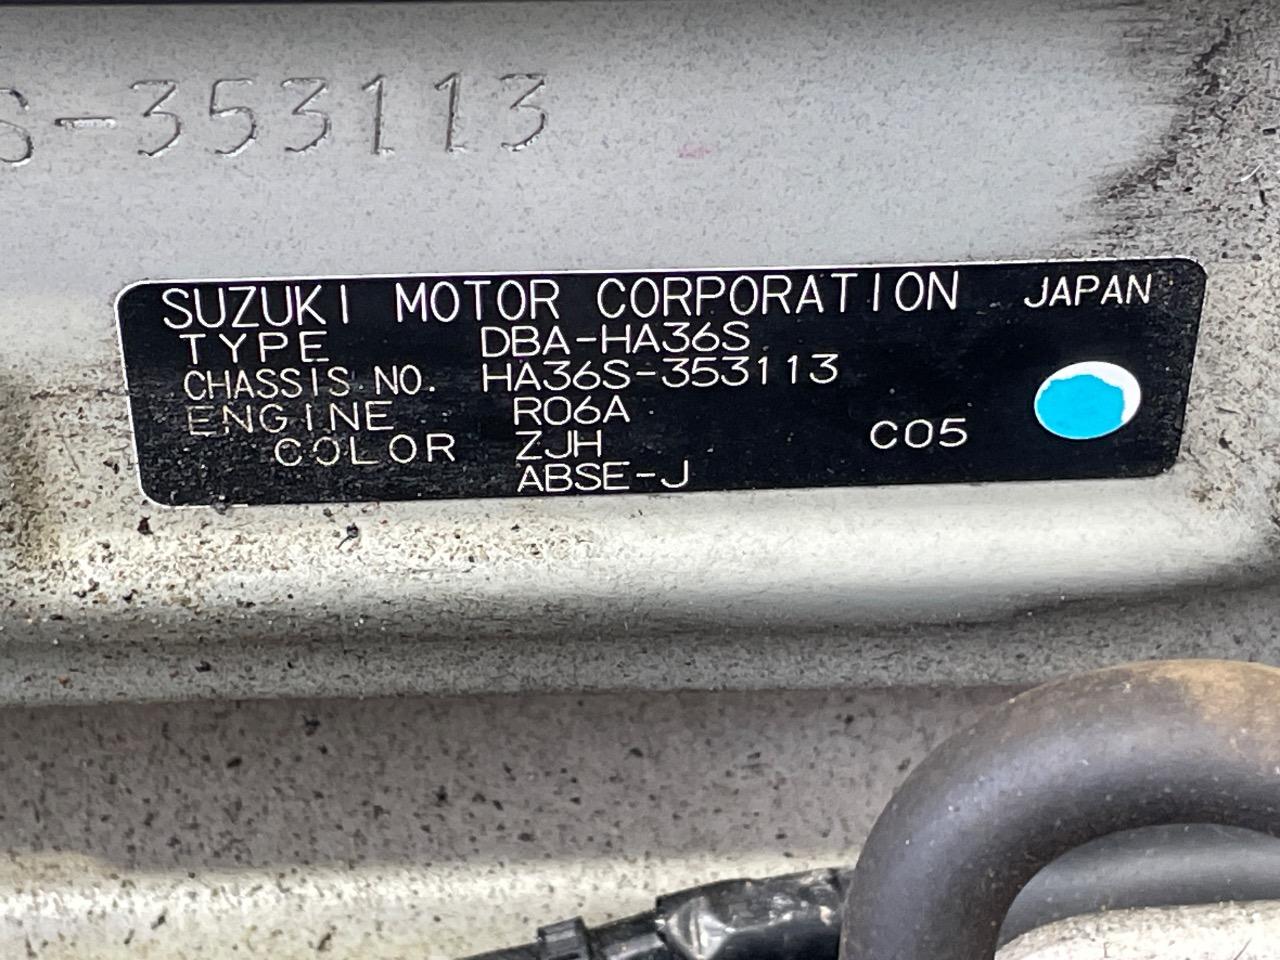 S-353113
SUZUKI MOTOR CORPORATION JAPAN
TYPE DBA-HA36S
CHASSIS NO. HA36S-353113
ENGINE R06A
COLOR ZJH C05
ABSE-J